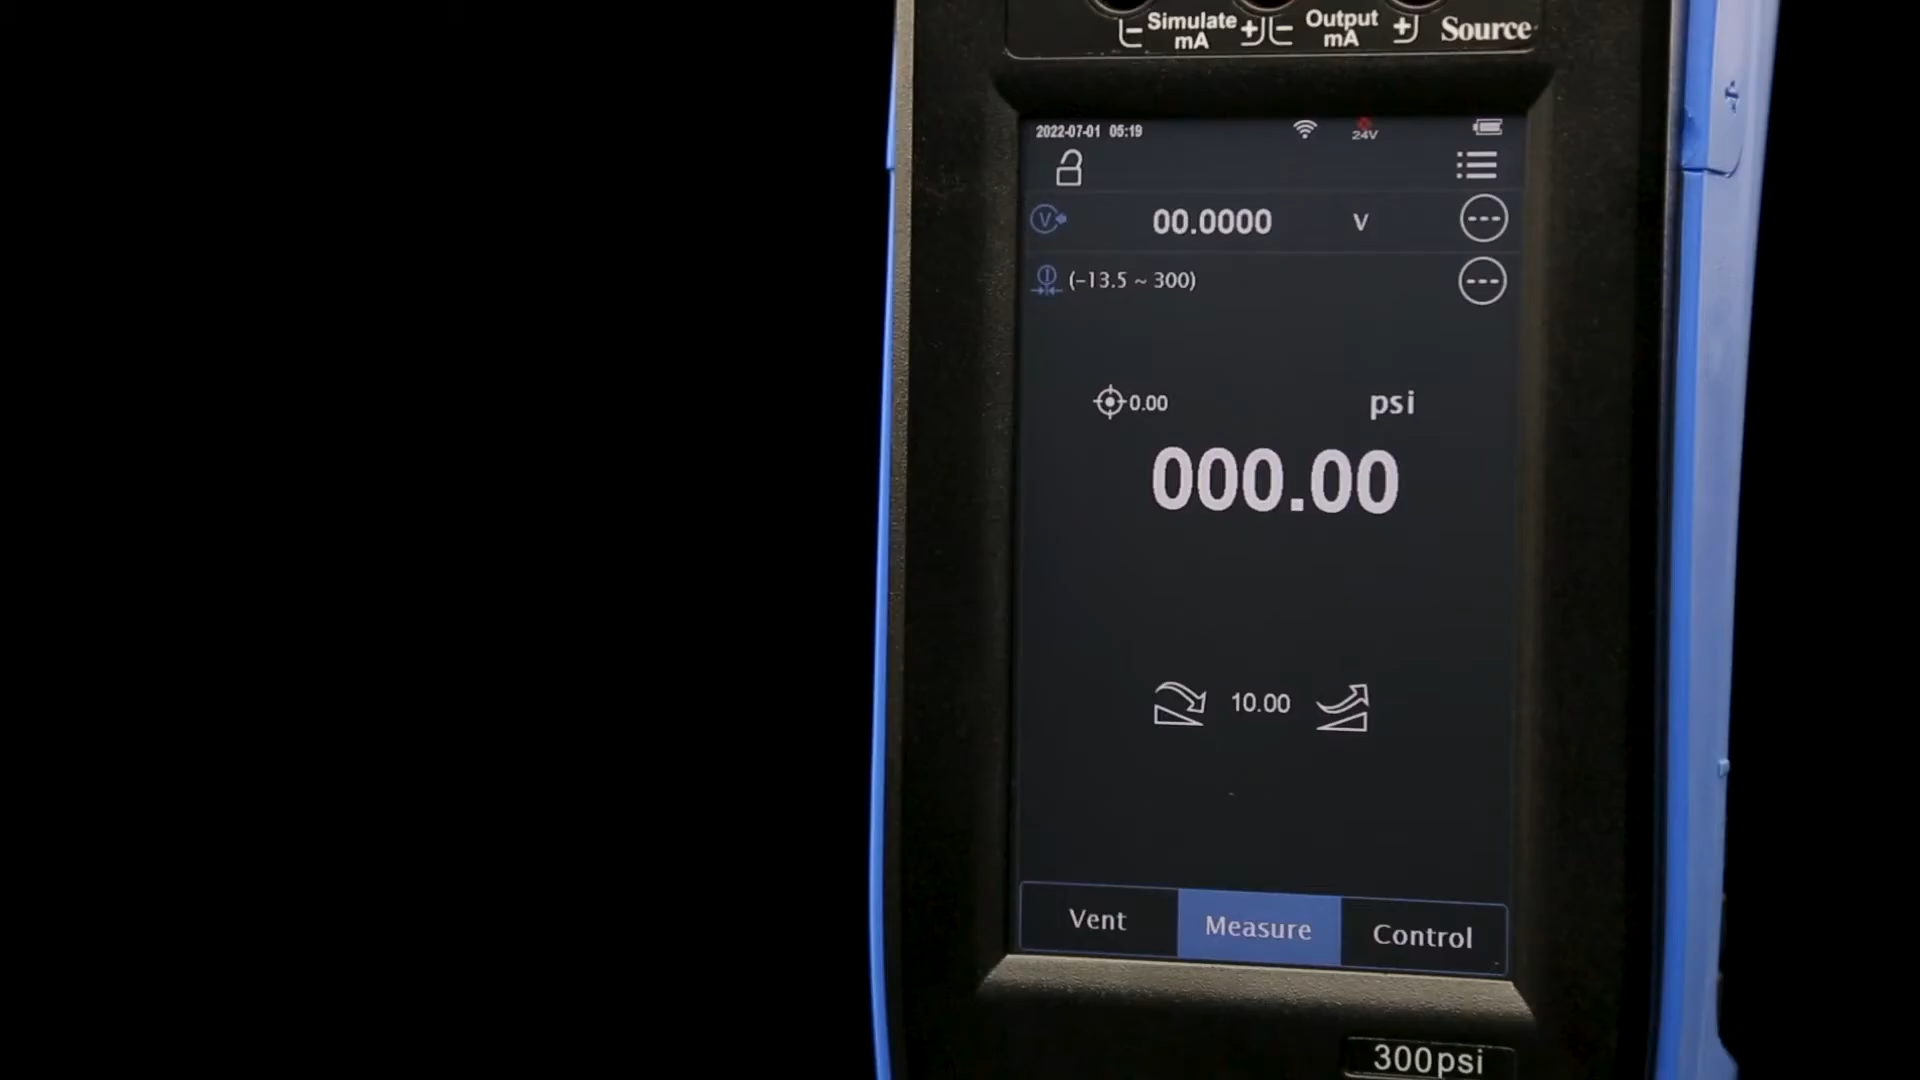 Simulate Output Source
mA mA
2022-07-01 05:19 24V
V 00.0000 V
(-13.5 ~ 300)
0.00 psi
000.00
10.00
Vent Measure Control
300psi